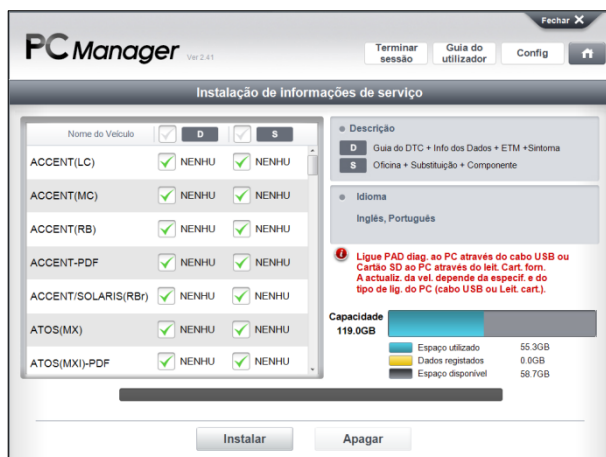 Fechar X
PC Manager Ver 2.41
Terminar sessão
Guia do utilizador
Config
Instalação de informações de serviço
Nome do Veículo D S
ACCENT(LC) NENHU NENHU
ACCENT(MC) NENHU NENHU
ACCENT(RB) NENHU NENHU
ACCENT-PDF NENHU NENHU
ACCENT/SOLARIS(RBr) NENHU NENHU
ATOS(MX) NENHU NENHU
ATOS(MXI)-PDF NENHU NENHU
Descrição
D Guia do DTC + Info dos Dados + ETM +Sintoma
S Oficina + Substituição + Componente
Idioma
Inglês, Português
Ligue PAD diag. ao PC através do cabo USB ou
Cartão SD ao PC através do leit. Cart. forn.
A actualiz. da vel. depende da especif. e do
tipo de lig. do PC (cabo USB ou Leit. cart.).
Capacidade
119.0GB
Espaço utilizado 55.3GB
Dados registados 0.0GB
Espaço disponível 58.7GB
Instalar
Apagar